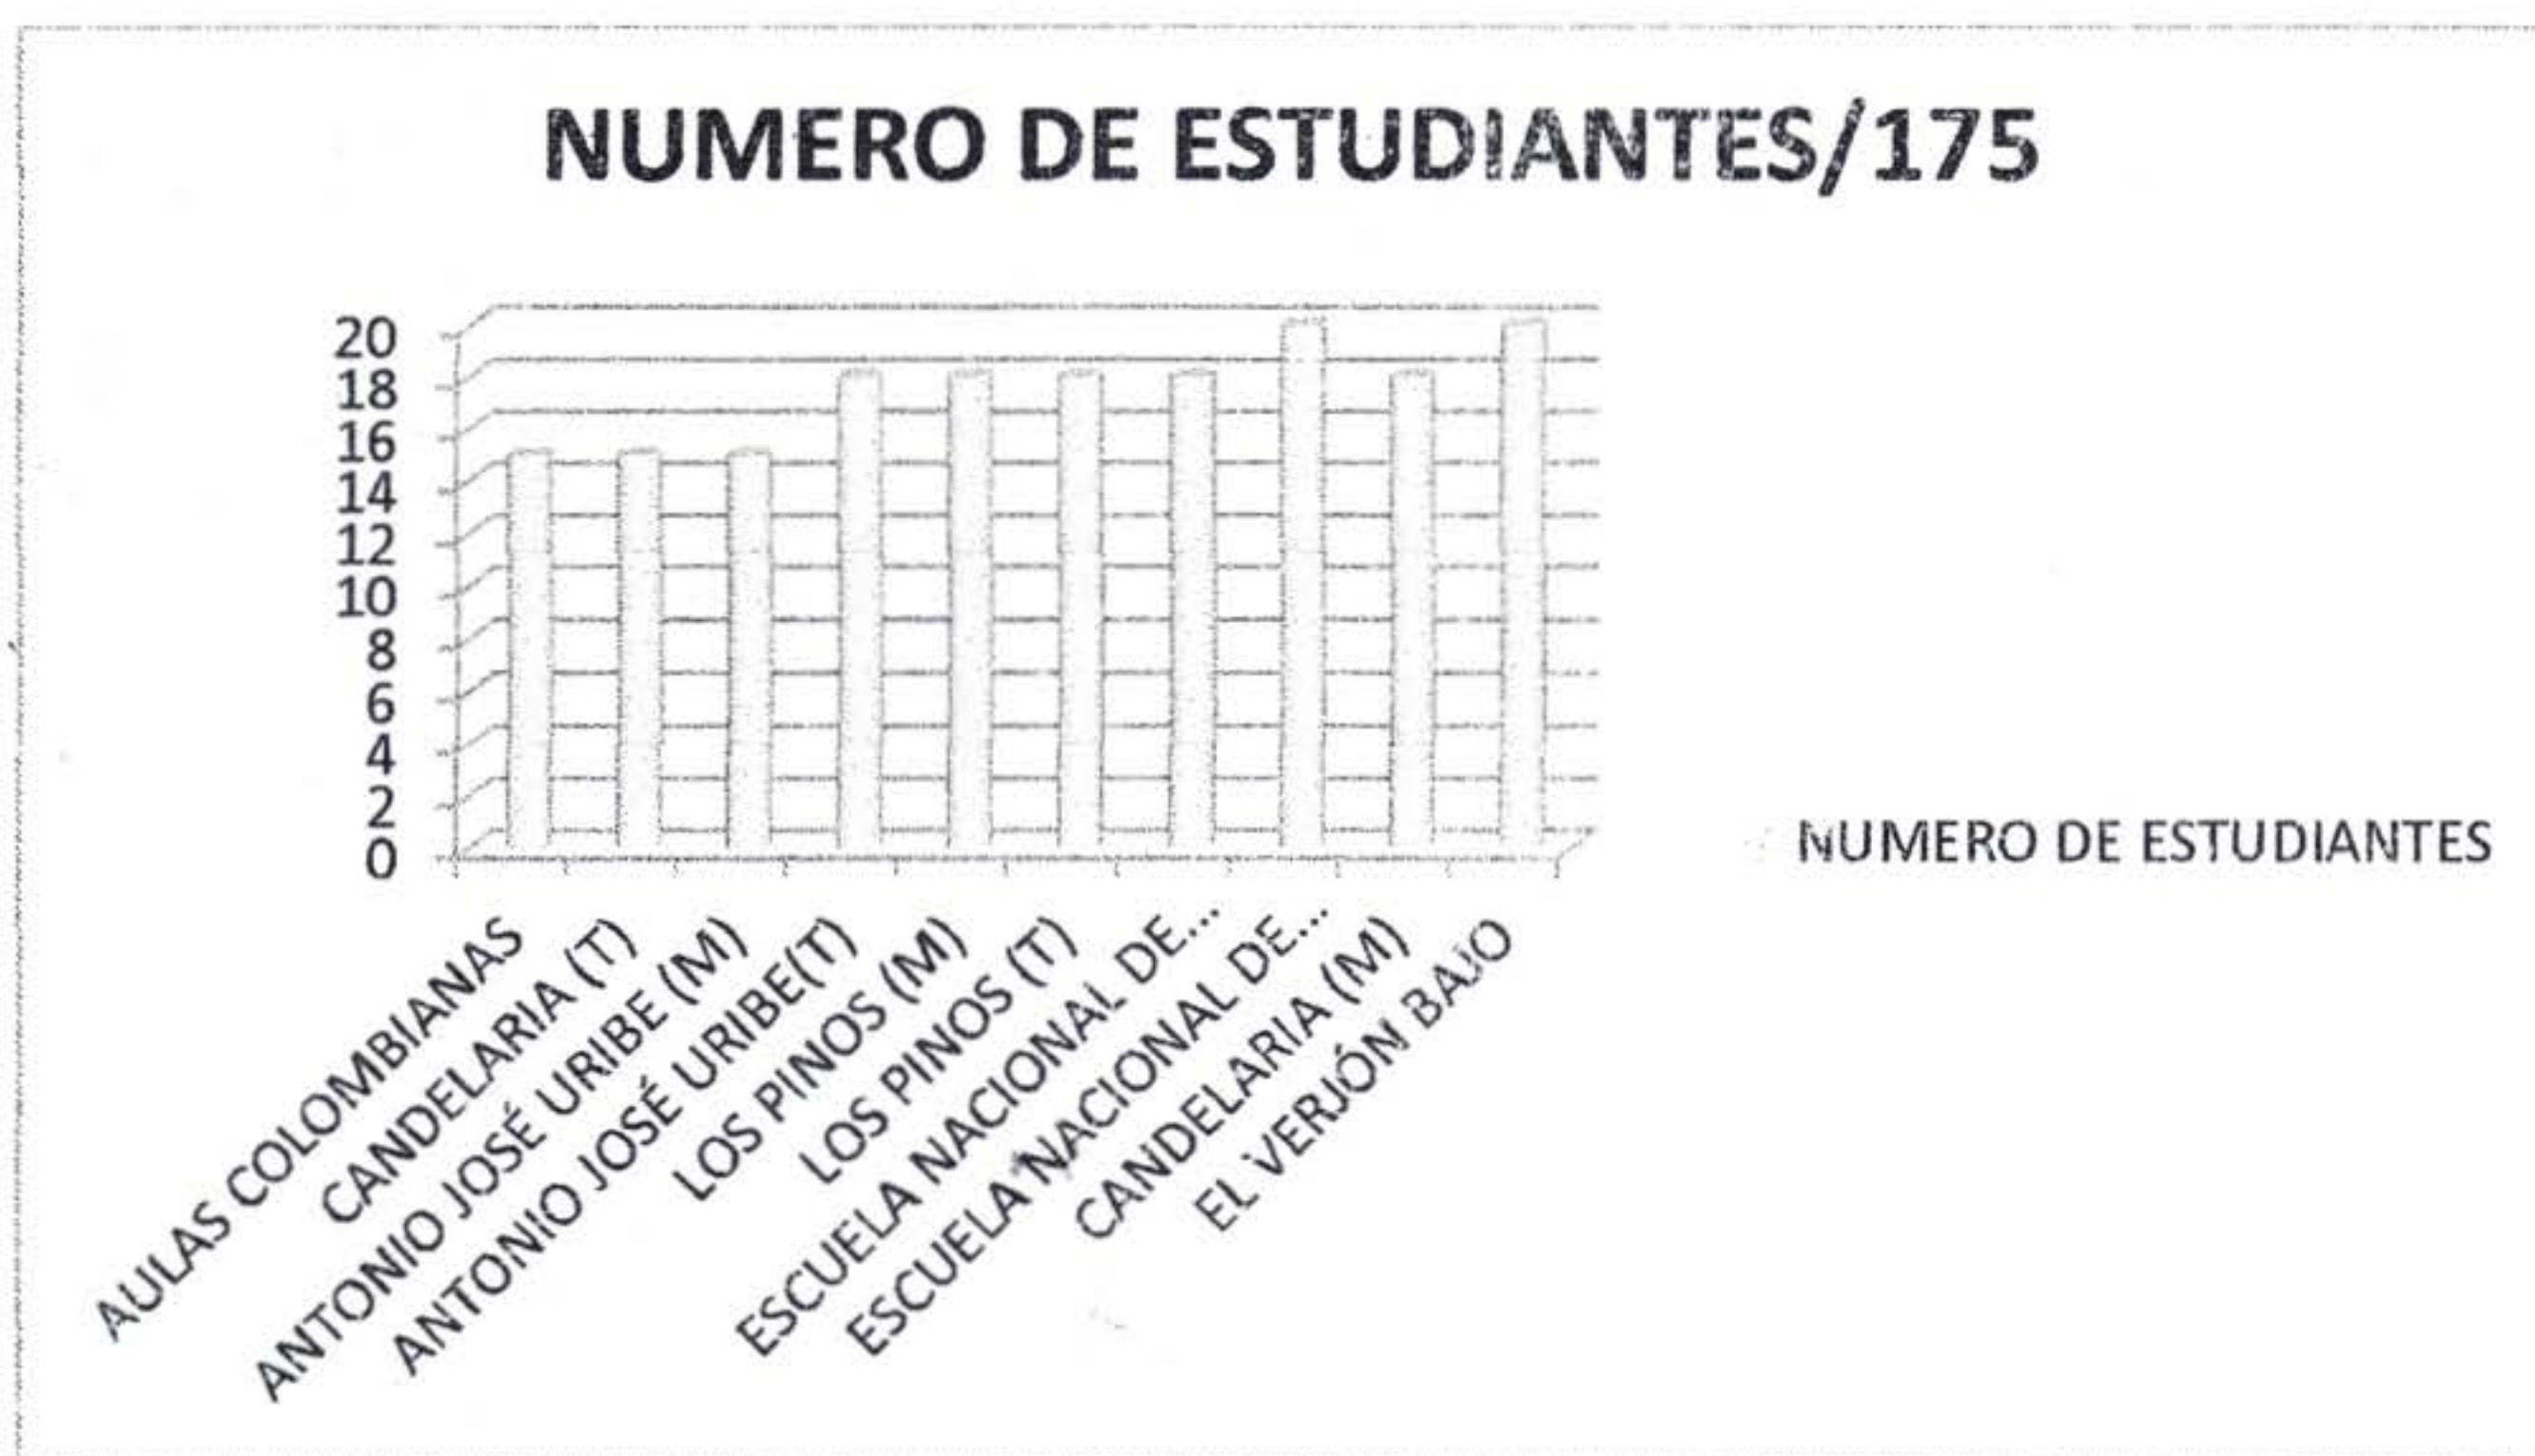 NUMERO DE ESTUDIANTES/175
20
18
16
14
12
10
8
6
4
2
0
NUMERO DE ESTUDIANTES
AULAS COLOMBIANAS
CANDELARIA (T)
ANTONIO JOSÉ URIBE (M)
ANTONIO JOSÉ URIBE(T)
LOS PINOS (M)
LOS PINOS (T)
ESCUELA NACIONAL DE...
ESCUELA NACIONAL DE...
CANDELARIA (M)
EL VERJÓN BAJO